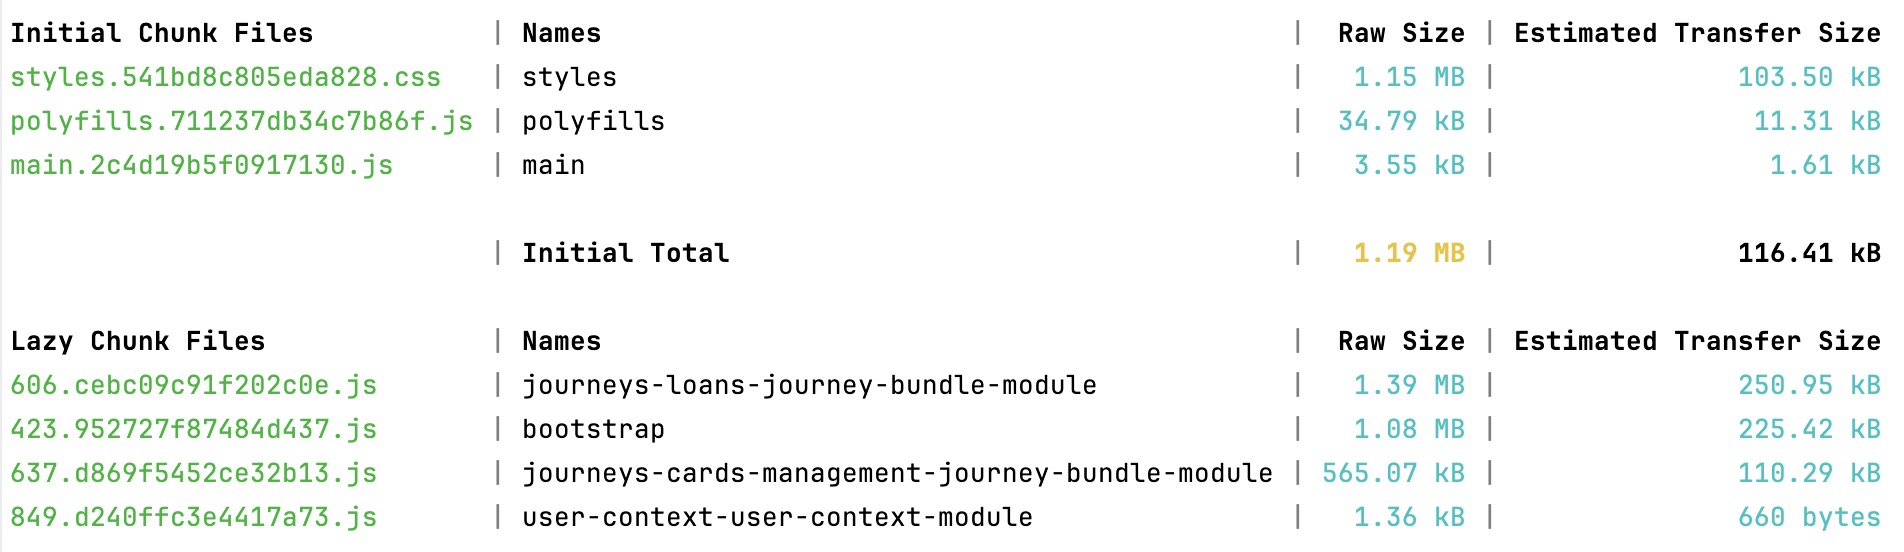 Initial Chunk Files | Names | Raw Size | Estimated Transfer Size
styles.541bd8c805eda828.css | styles | 1.15 MB | 103.50 kB
polyfills.711237db34c7b86f.js | polyfills | 34.79 kB | 11.31 kB
main.2c4d19b5f0917130.js | main | 3.55 kB | 1.61 kB
| Initial Total | 1.19 MB | 116.41 kB
Lazy Chunk Files | Names | Raw Size | Estimated Transfer Size
606.cebc09c91f202c0e.js | journeys-loans-journey-bundle-module | 1.39 MB | 250.95 kB
423.952727f87484d437.js | bootstrap | 1.08 MB | 225.42 kB
637.d869f5452ce32b13.js | journeys-cards-management-journey-bundle-module | 565.07 kB | 110.29 kB
849.d240ffc3e4417a73.js | user-context-user-context-module | 1.36 kB | 660 bytes